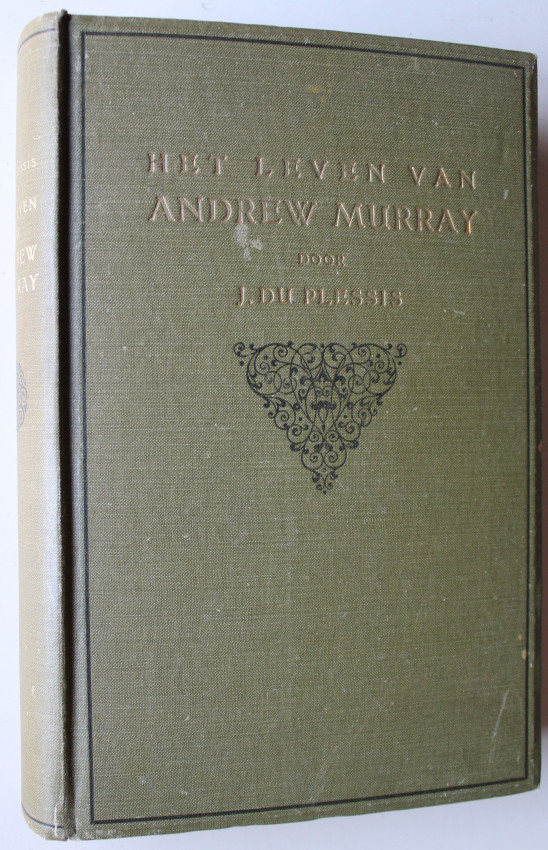 HET LEVEN VAN
ANDREW MURRAY
DOOR
J. DU PLESSIS